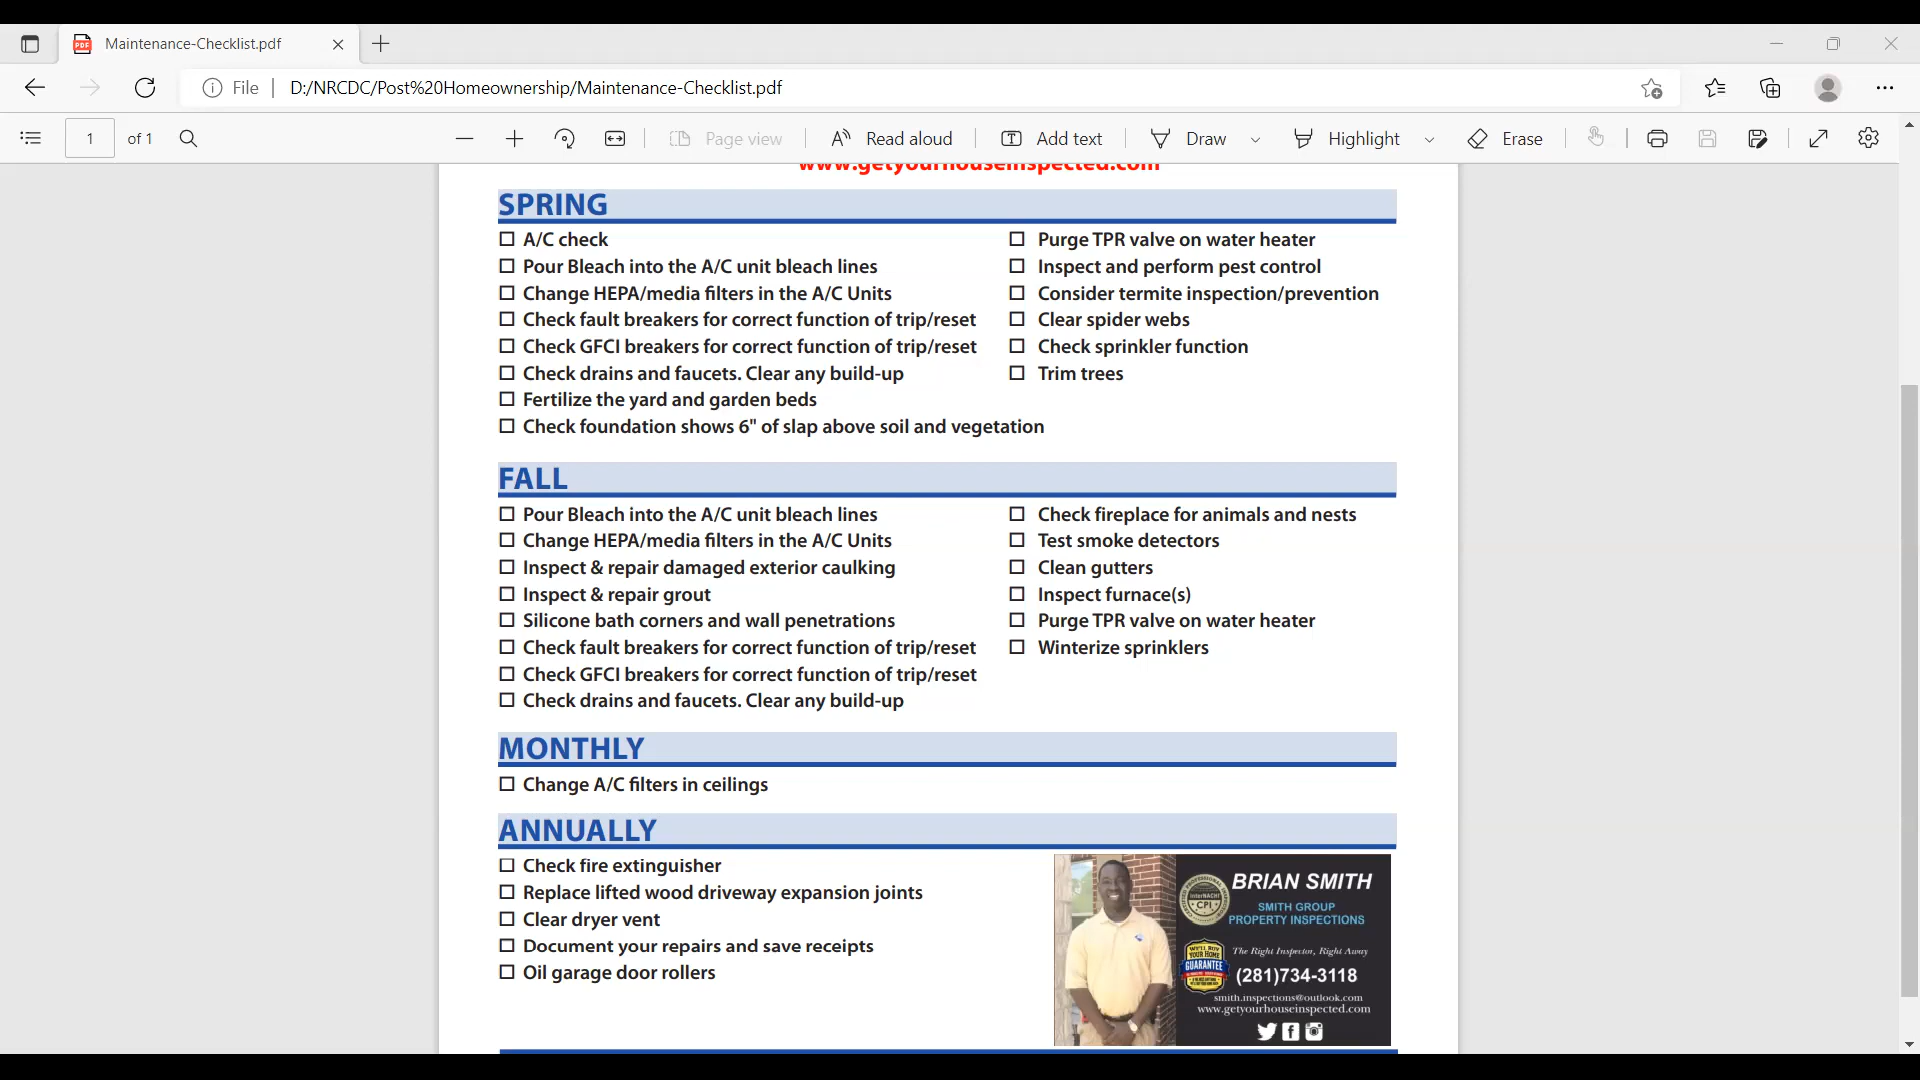 Maintenance-Checklist.pdf
File
D:/NRCDC/Post%20Homeownership/Maintenance-Checklist.pdf
1 of 1
Page view
Read aloud
Add text
Draw
Highlight
Erase
www.getyourhouseinspected.com
SPRING
A/C check
Pour Bleach into the A/C unit bleach lines
Change HEPA/media filters in the A/C Units
Check fault breakers for correct function of trip/reset
Check GFCI breakers for correct function of trip/reset
Check drains and faucets. Clear any build-up
Fertilize the yard and garden beds
Check foundation shows 6" of slap above soil and vegetation
Purge TPR valve on water heater
Inspect and perform pest control
Consider termite inspection/prevention
Clear spider webs
Check sprinkler function
Trim trees
FALL
Pour Bleach into the A/C unit bleach lines
Change HEPA/media filters in the A/C Units
Inspect & repair damaged exterior caulking
Inspect & repair grout
Silicone bath corners and wall penetrations
Check fault breakers for correct function of trip/reset
Check GFCI breakers for correct function of trip/reset
Check drains and faucets. Clear any build-up
Check fireplace for animals and nests
Test smoke detectors
Clean gutters
Inspect furnace(s)
Purge TPR valve on water heater
Winterize sprinklers
MONTHLY
Change A/C filters in ceilings
ANNUALLY
Check fire extinguisher
Replace lifted wood driveway expansion joints
Clear dryer vent
Document your repairs and save receipts
Oil garage door rollers
BRIAN SMITH
SMITH GROUP
PROPERTY INSPECTIONS
The Right Inspector, Right Away
(281)734-3118
smith.inspections@outlook.com
www.getyourhouseinspected.com
InterNACHI
CPI
WE'LL BUY
YOUR HOME
GUARANTEE